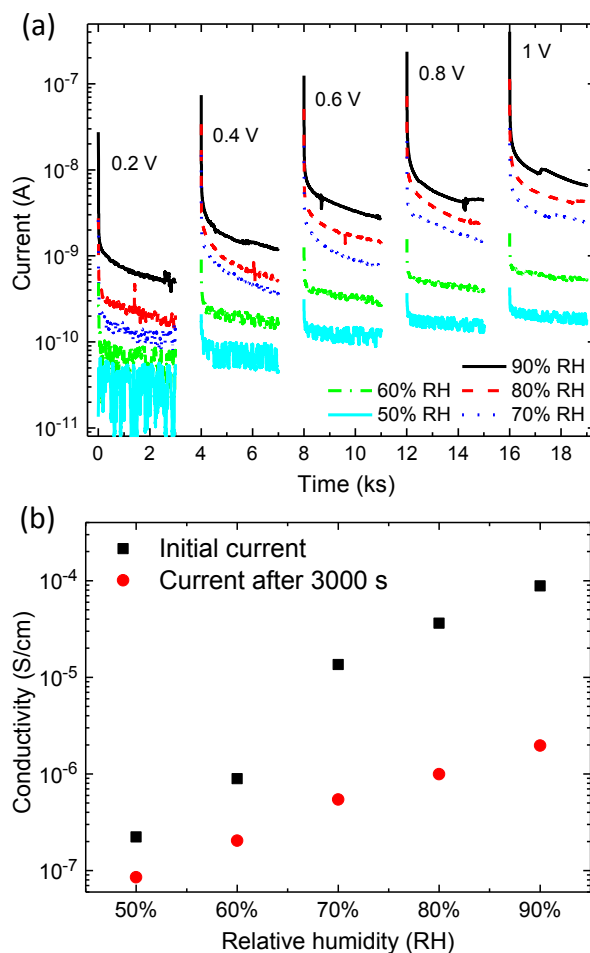 (a)
0.2 V
0.4 V
0.6 V
0.8 V
1 V
10⁻⁷
10⁻⁸
10⁻⁹
10⁻¹⁰
10⁻¹¹
Current (A)
60% RH
50% RH
90% RH
80% RH
70% RH
0 2 4 6 8 10 12 14 16 18
Time (ks)
(b)
Initial current
Current after 3000 s
10⁻⁴
10⁻⁵
10⁻⁶
10⁻⁷
Conductivity (S/cm)
50% 60% 70% 80% 90%
Relative humidity (RH)